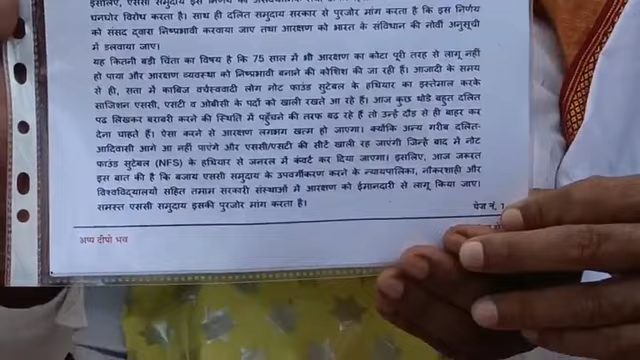 इसलिए, एससी समुदाय इस निर्णय का
घनघोर विरोध करता है। साथ ही दलित समुदाय सरकार से पुरजोर मांग करता है कि इस निर्णय
को संसद द्वारा निष्प्रभावी करवाया जाए तथा आरक्षण को भारत के संविधान की नोवीं अनुसूची
में डलवाया जाए।
यह कितनी बड़ी चिंता का विषय है कि 75 साल में भी आरक्षण का कोटा पूरी तरह से लागू नहीं
हो पाया और आरक्षण व्यवस्था को निष्प्रभावी बनाने की कोशिश की जा रही हैं। आजादी के समय
से ही, सता में काबिज वर्चस्ववादी लोग नोट फाउंड सुटेबल के हथियार का इस्तेमाल करके
साजिशन एससी, एसटी व ओबीसी के पदों को खाली रखते आ रहे हैं। आज कुछ थोडे बहुत दलित
पढ लिखकर बराबरी करने की स्थिति में पहुँचने की तरफ बढ़ रहे हैं तो उन्हें दौड़ से ही बाहर कर
देना चाहते हैं। ऐसा करने से आरक्षण लगभग खत्म हो जाएगा। क्योंकि अन्य गरीब दलित-
आदिवासी आगे आ नहीं पाएंगे और एससी/एसटी की सीटें खाली रह जाएंगी जिन्हें बाद में नोट
फाउंड सुटेबल (NFS) के हथियार से जनरल में कंवर्ट कर दिया जाएगा। इसलिए, आज जरूरत
इस बात की है कि बजाय एससी समुदाय के उपवर्गीकरण करने के न्यायपालिका, नौकरशाही और
विश्वविद्यालयों सहित तमाम सरकारी संस्थाओं में आरक्षण को ईमानदारी से लागू किया जाए।
समस्त एससी समुदाय इसकी पुरजोर मांग करता है।
पेज नं. 1
अप्प दीपो भव